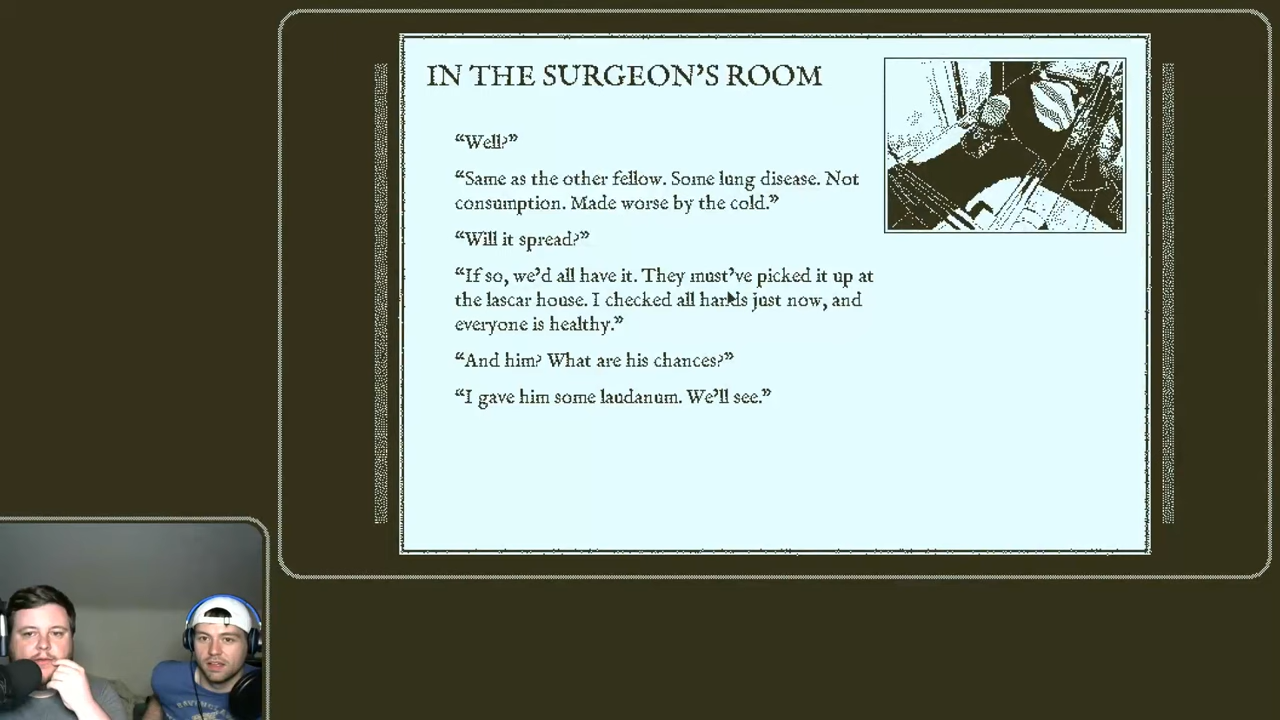 IN THE SURGEON'S ROOM
“Well?”
“Same as the other fellow. Some lung disease. Not
consumption. Made worse by the cold.”
“Will it spread?”
“If so, we'd all have it. They must've picked it up at
the lascar house. I checked all hands just now, and
everyone is healthy.”
“And him? What are his chances?”
“I gave him some laudanum. We'll see.”
RAVENCLAW